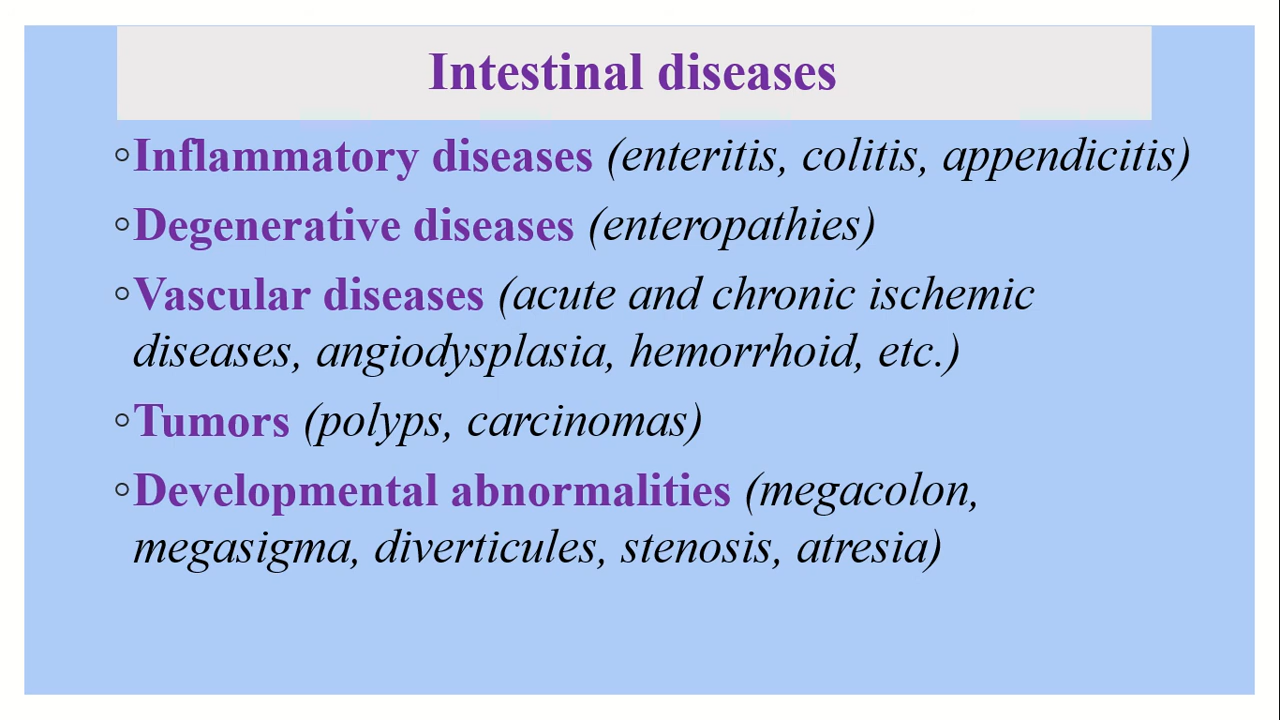 Intestinal diseases
◦Inflammatory diseases (enteritis, colitis, appendicitis)
◦Degenerative diseases (enteropathies)
◦Vascular diseases (acute and chronic ischemic
diseases, angiodysplasia, hemorrhoid, etc.)
◦Tumors (polyps, carcinomas)
◦Developmental abnormalities (megacolon,
megasigma, diverticules, stenosis, atresia)